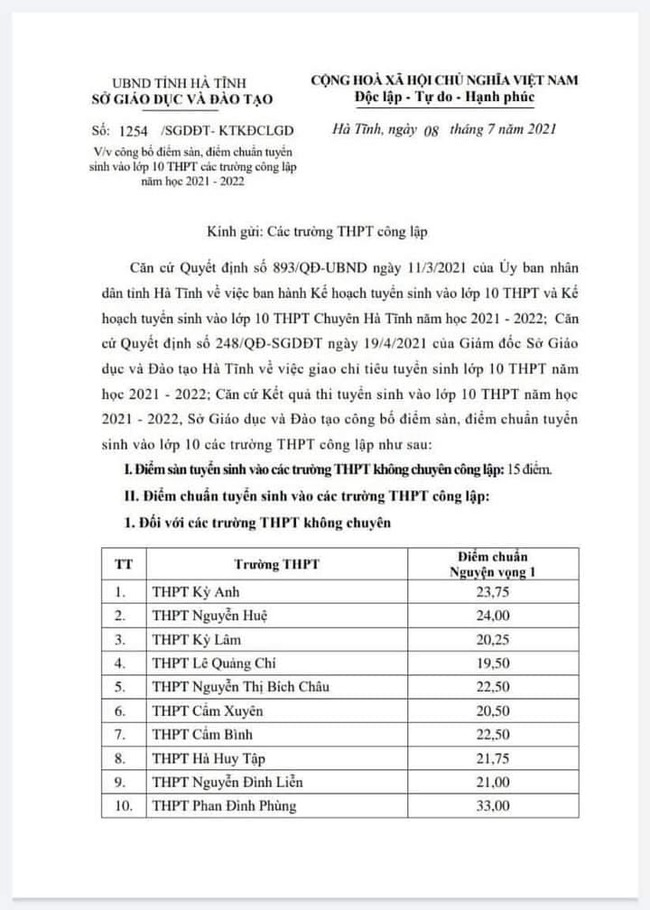 UBND TỈNH HÀ TĨNH
SỞ GIÁO DỤC VÀ ĐÀO TẠO
Số: 1254 /SGDĐT- KTKĐCLGD
V/v công bố điểm sàn, điểm chuẩn tuyển
sinh vào lớp 10 THPT các trường công lập
năm học 2021 - 2022
CỘNG HOÀ XÃ HỘI CHỦ NGHĨA VIỆT NAM
Độc lập - Tự do - Hạnh phúc
Hà Tĩnh, ngày 08 tháng 7 năm 2021
Kính gửi: Các trường THPT công lập
Căn cứ Quyết định số 893/QĐ-UBND ngày 11/3/2021 của Ủy ban nhân
dân tỉnh Hà Tĩnh về việc ban hành Kế hoạch tuyển sinh vào lớp 10 THPT và Kế
hoạch tuyển sinh vào lớp 10 THPT Chuyên Hà Tĩnh năm học 2021 - 2022; Căn
cứ Quyết định số 248/QĐ-SGDĐT ngày 19/4/2021 của Giám đốc Sở Giáo
dục và Đào tạo Hà Tĩnh về việc giao chỉ tiêu tuyển sinh lớp 10 THPT năm
học 2021 - 2022; Căn cứ Kết quả thi tuyển sinh vào lớp 10 THPT năm học
2021 - 2022, Sở Giáo dục và Đào tạo công bố điểm sàn, điểm chuẩn tuyển
sinh vào lớp 10 các trường THPT công lập như sau:
I. Điểm sàn tuyển sinh vào các trường THPT không chuyên công lập: 15 điểm.
II. Điểm chuẩn tuyển sinh vào các trường THPT công lập:
1. Đối với các trường THPT không chuyên
TT Trường THPT Điểm chuẩn Nguyện vọng 1
1. THPT Kỳ Anh 23,75
2. THPT Nguyễn Huệ 24,00
3. THPT Kỳ Lâm 20,25
4. THPT Lê Quảng Chí 19,50
5. THPT Nguyễn Thị Bích Châu 22,50
6. THPT Cẩm Xuyên 20,50
7. THPT Cẩm Bình 22,50
8. THPT Hà Huy Tập 21,75
9. THPT Nguyễn Đình Liễn 21,00
10. THPT Phan Đình Phùng 33,00